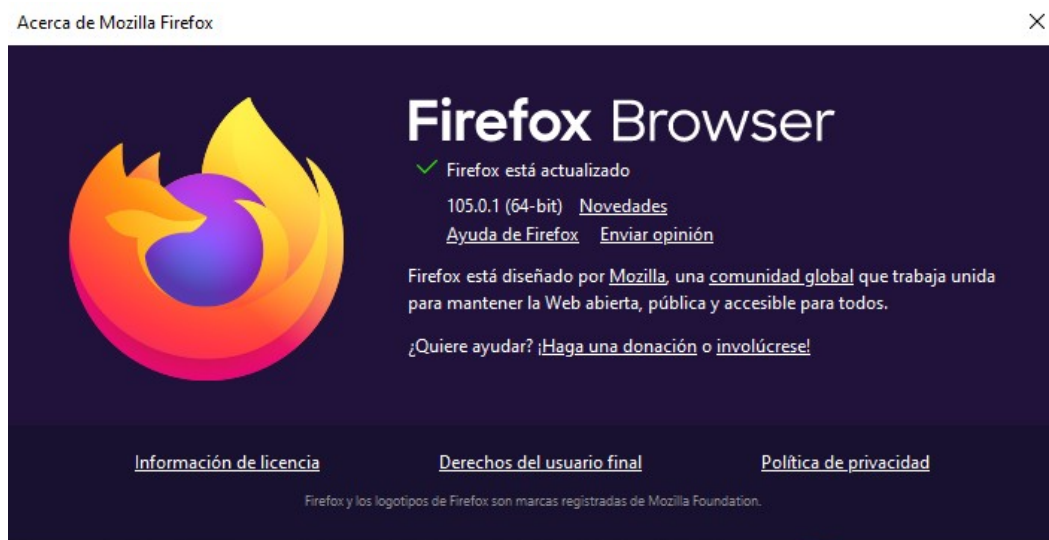 Acerca de Mozilla Firefox
Firefox Browser
Firefox está actualizado
105.0.1 (64-bit) Novedades
Ayuda de Firefox Enviar opinión
Firefox está diseñado por Mozilla, una comunidad global que trabaja unida
para mantener la Web abierta, pública y accesible para todos.
¿Quiere ayudar? ¡Haga una donación o involúcrese!
Información de licencia Derechos del usuario final Política de privacidad
Firefox y los logotipos de Firefox son marcas registradas de Mozilla Foundation.